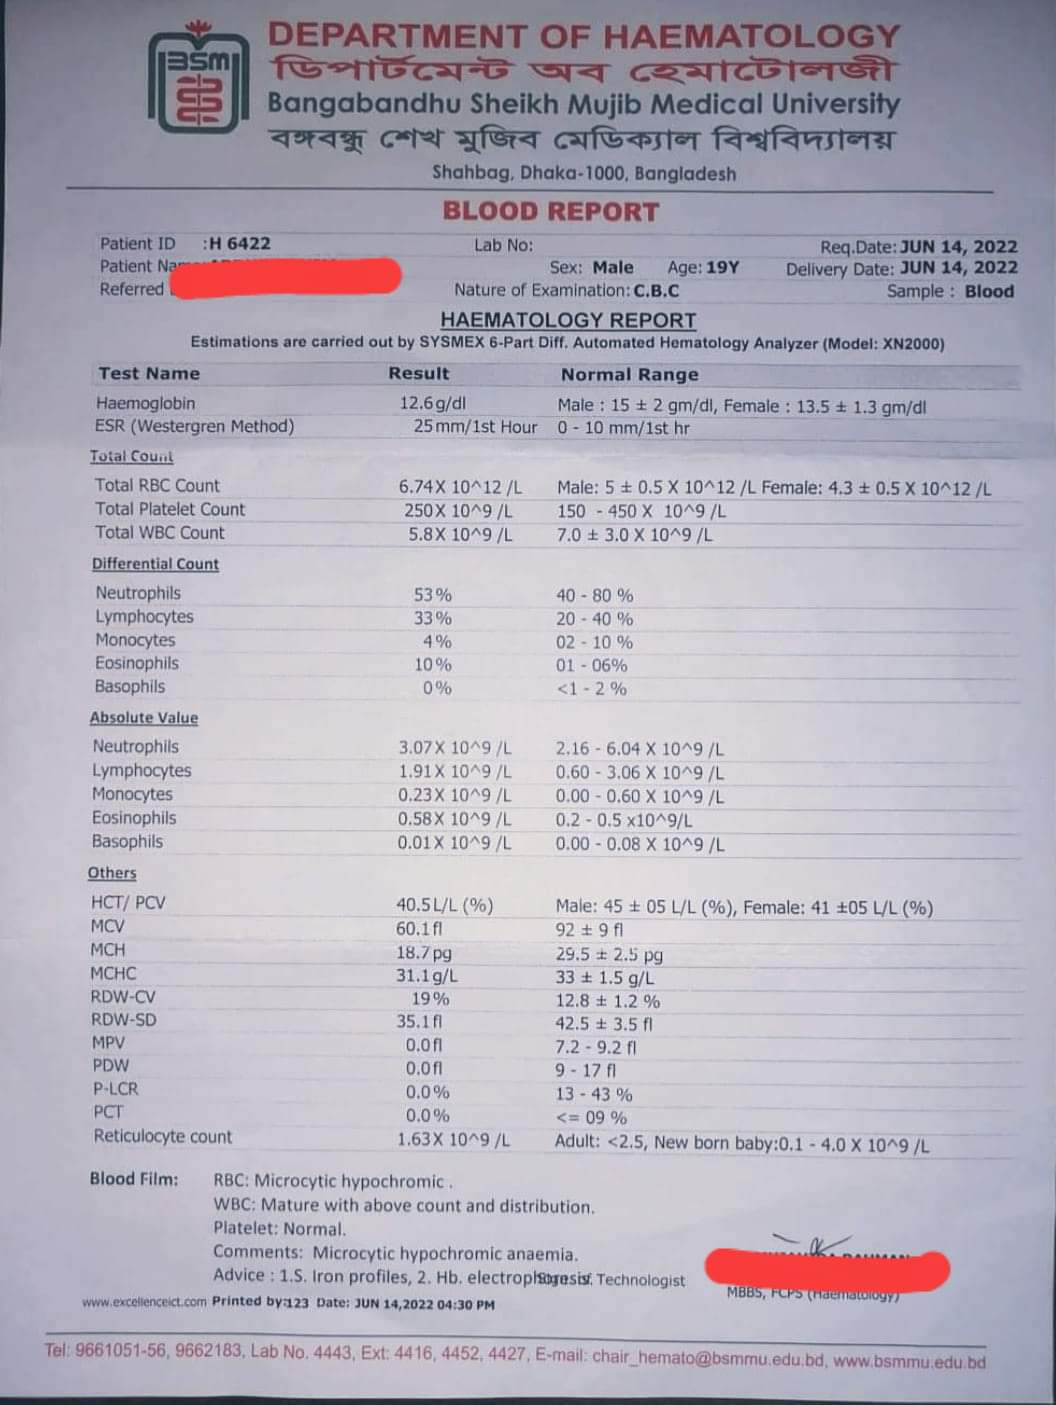 BSM
DEPARTMENT OF HAEMATOLOGY
ডিপার্টমেন্ট অব হেমাটোলজী
Bangabandhu Sheikh Mujib Medical University
বঙ্গবন্ধু শেখ মুজিব মেডিক্যাল বিশ্ববিদ্যালয়
Shahbag, Dhaka-1000, Bangladesh
BLOOD REPORT
Patient ID :H 6422 Lab No: Req.Date: JUN 14, 2022
Patient Sex: Male Age: 19Y Delivery Date: JUN 14, 2022
Referred Nature of Examination: C.B.C Sample : Blood
HAEMATOLOGY REPORT
Estimations are carried out by SYSMEX 6-Part Diff. Automated Hematology Analyzer (Model: XN2000)
Test Name Result Normal Range
Haemoglobin 12.6 g/dl Male : 15 ± 2 gm/dl, Female : 13.5 ± 1.3 gm/dl
ESR (Westergren Method) 25 mm/1st Hour 0 - 10 mm/1st hr
Total Count
Total RBC Count 6.74 X 10^12 /L Male: 5 ± 0.5 X 10^12 /L Female: 4.3 ± 0.5 X 10^12 /L
Total Platelet Count 250 X 10^9 /L 150 - 450 X 10^9 /L
Total WBC Count 5.8 X 10^9 /L 7.0 ± 3.0 X 10^9 /L
Differential Count
Neutrophils 53 % 40 - 80 %
Lymphocytes 33 % 20 - 40 %
Monocytes 4 % 02 - 10 %
Eosinophils 10 % 01 - 06%
Basophils 0 % <1 - 2 %
Absolute Value
Neutrophils 3.07 X 10^9 /L 2.16 - 6.04 X 10^9 /L
Lymphocytes 1.91 X 10^9 /L 0.60 - 3.06 X 10^9 /L
Monocytes 0.23 X 10^9 /L 0.00 - 0.60 X 10^9 /L
Eosinophils 0.58 X 10^9 /L 0.2 - 0.5 x10^9/L
Basophils 0.01 X 10^9 /L 0.00 - 0.08 X 10^9 /L
Others
HCT/ PCV 40.5 L/L (%) Male: 45 ± 05 L/L (%), Female: 41 ±05 L/L (%)
MCV 60.1 fl 92 ± 9 fl
MCH 18.7 pg 29.5 ± 2.5 pg
MCHC 31.1 g/L 33 ± 1.5 g/L
RDW-CV 19 % 12.8 ± 1.2 %
RDW-SD 35.1 fl 42.5 ± 3.5 fl
MPV 0.0 fl 7.2 - 9.2 fl
PDW 0.0 fl 9 - 17 fl
P-LCR 0.0 % 13 - 43 %
PCT 0.0 % <= 09 %
Reticulocyte count 1.63 X 10^9 /L Adult: <2.5, New born baby:0.1 - 4.0 X 10^9 /L
Blood Film: RBC: Microcytic hypochromic .
WBC: Mature with above count and distribution.
Platelet: Normal.
Comments: Microcytic hypochromic anaemia.
Advice : 1.S. Iron profiles, 2. Hb. electrophoresis. Technologist
MBBS, FCPS (Haematology)
www.excellenceict.com Printed by:123 Date: JUN 14,2022 04:30 PM
Tel: 9661051-56, 9662183, Lab No. 4443, Ext: 4416, 4452, 4427, E-mail: chair_hemato@bsmmu.edu.bd, www.bsmmu.edu.bd